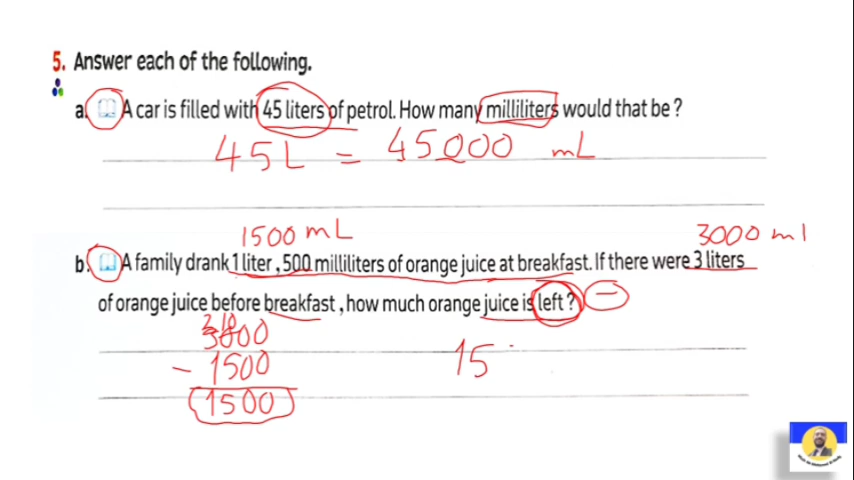 5. Answer each of the following.
a. A car is filled with 45 liters of petrol. How many milliliters would that be ?
45L = 45000 mL
1500 mL
3000 ml
b. A family drank 1 liter , 500 milliliters of orange juice at breakfast. If there were 3 liters
of orange juice before breakfast , how much orange juice is left ? −
2 10
3000
− 1500 15
1500